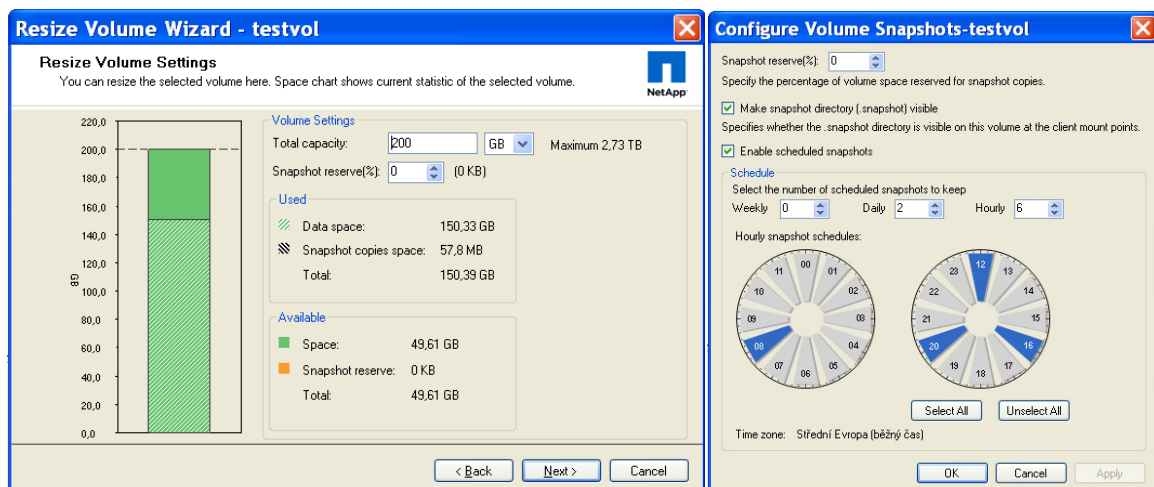 Resize Volume Wizard - testvol
Resize Volume Settings
You can resize the selected volume here. Space chart shows current statistic of the selected volume.
NetApp
220,0
200,0
180,0
160,0
140,0
120,0
100,0
80,0
60,0
40,0
20,0
0,0
GB
Volume Settings
Total capacity: 200 GB Maximum 2,73 TB
Snapshot reserve(%): 0 (0 KB)
Used
Data space: 150,33 GB
Snapshot copies space: 57,8 MB
Total: 150,39 GB
Available
Space: 49,61 GB
Snapshot reserve: 0 KB
Total: 49,61 GB
< Back Next > Cancel
Configure Volume Snapshots-testvol
Snapshot reserve(%): 0
Specify the percentage of volume space reserved for snapshot copies.
Make snapshot directory (.snapshot) visible
Specifies whether the .snapshot directory is visible on this volume at the client mount points.
Enable scheduled snapshots
Schedule
Select the number of scheduled snapshots to keep
Weekly 0 Daily 2 Hourly 6
Hourly snapshot schedules:
00
01
02
03
04
05
06
07
08
09
10
11
12
13
14
15
16
17
18
19
20
21
22
23
Select All Unselect All
Time zone: Střední Evropa (běžný čas)
OK Cancel Apply